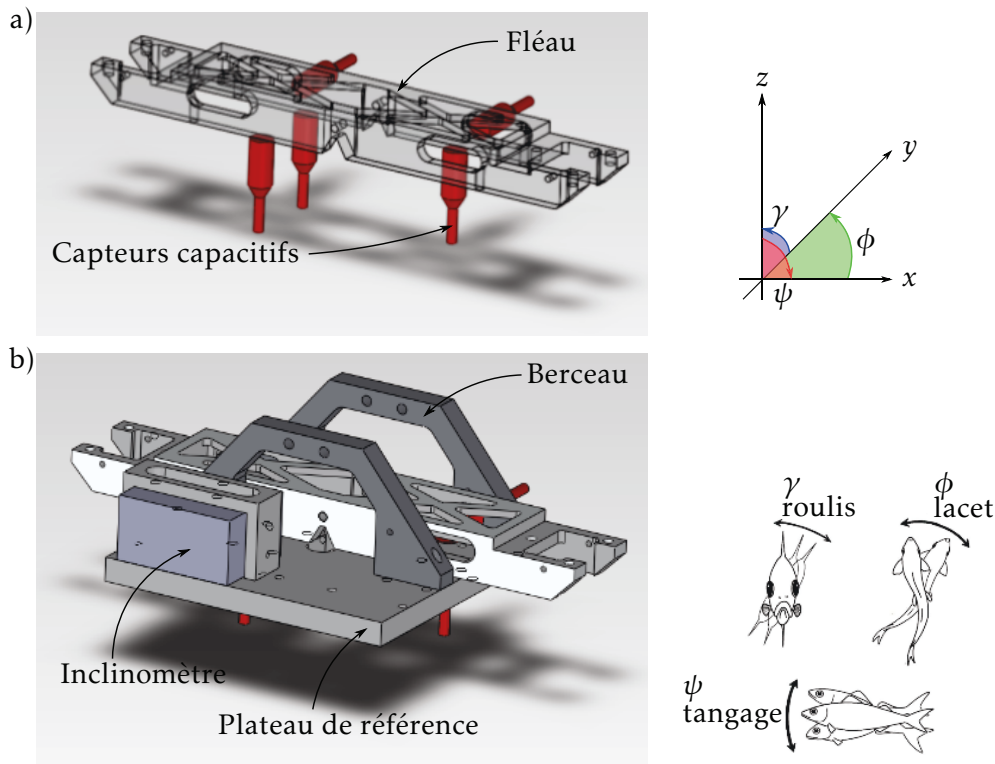 a)
Fléau
Capteurs capacitifs
z
y
γ
ϕ
ψ
x
b)
Berceau
Inclinomètre
Plateau de référence
γ
roulis
ϕ
lacet
ψ
tangage